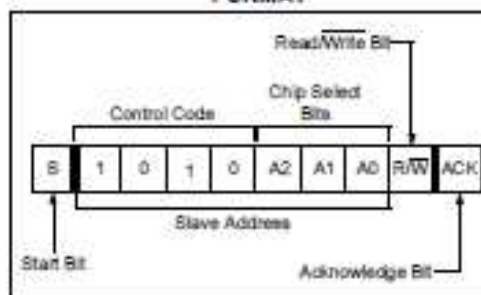 Read/Write Bit
Chip Select
Bits
Control Code
S 1 0 1 0 A2 A1 A0 R/W ACK
Slave Address
Start Bit
Acknowledge Bit